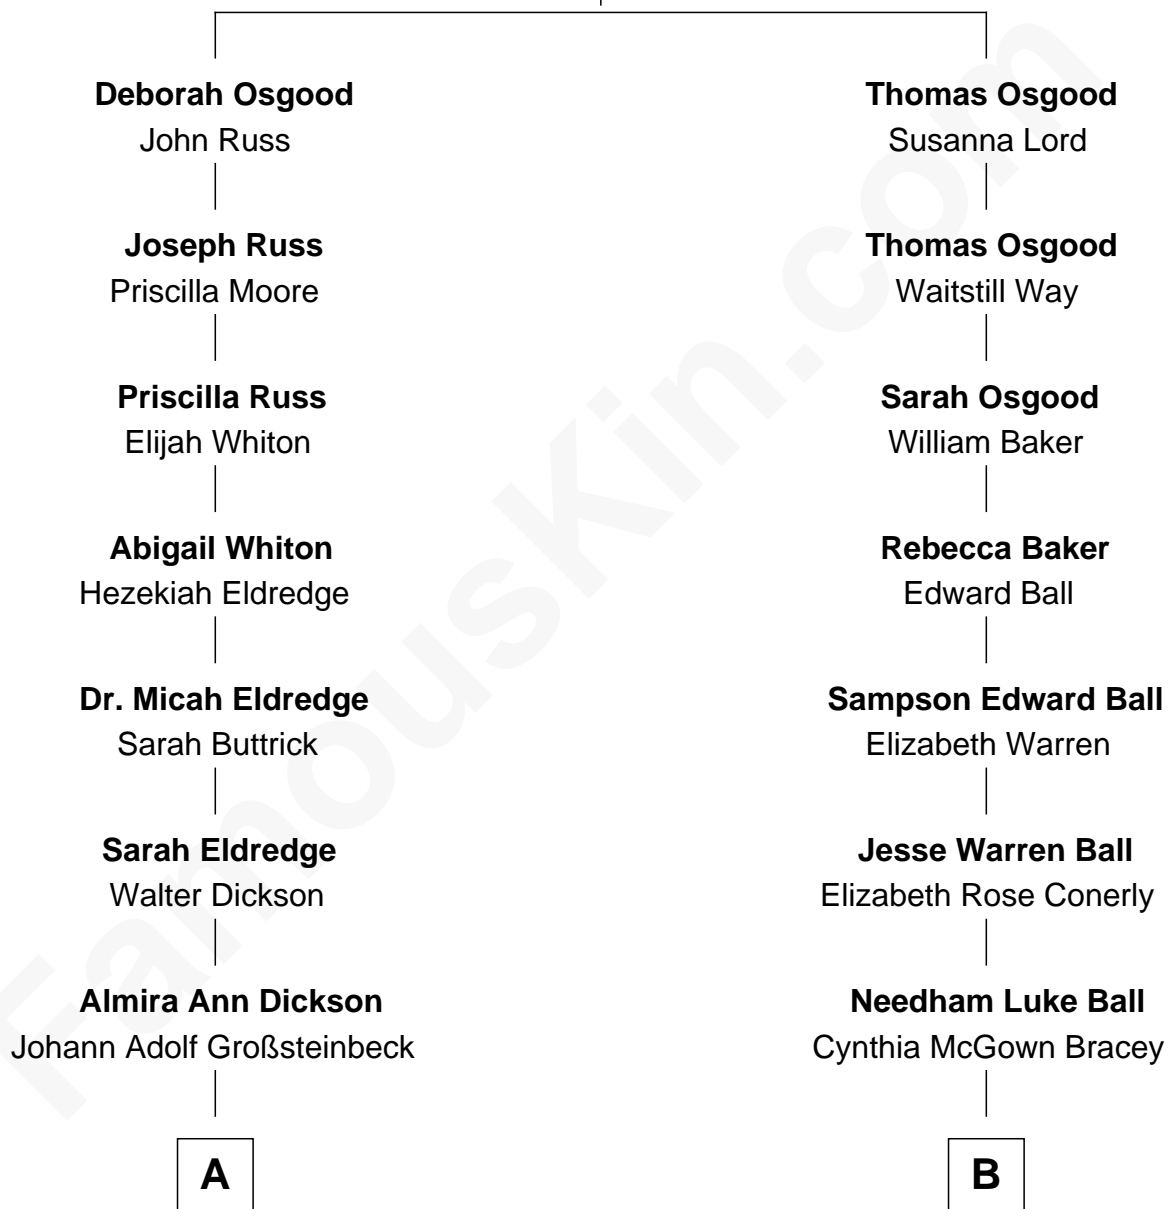 Deborah Osgood
John Russ
Joseph Russ
Priscilla Moore
Priscilla Russ
Elijah Whiton
Abigail Whiton
Hezekiah Eldredge
Dr. Micah Eldredge
Sarah Buttrick
Sarah Eldredge
Walter Dickson
Almira Ann Dickson
Johann Adolf Großsteinbeck
A
Thomas Osgood
Susanna Lord
Thomas Osgood
Waitstill Way
Sarah Osgood
William Baker
Rebecca Baker
Edward Ball
Sampson Edward Ball
Elizabeth Warren
Jesse Warren Ball
Elizabeth Rose Conerly
Needham Luke Ball
Cynthia McGown Bracey
B
FamousKin.com